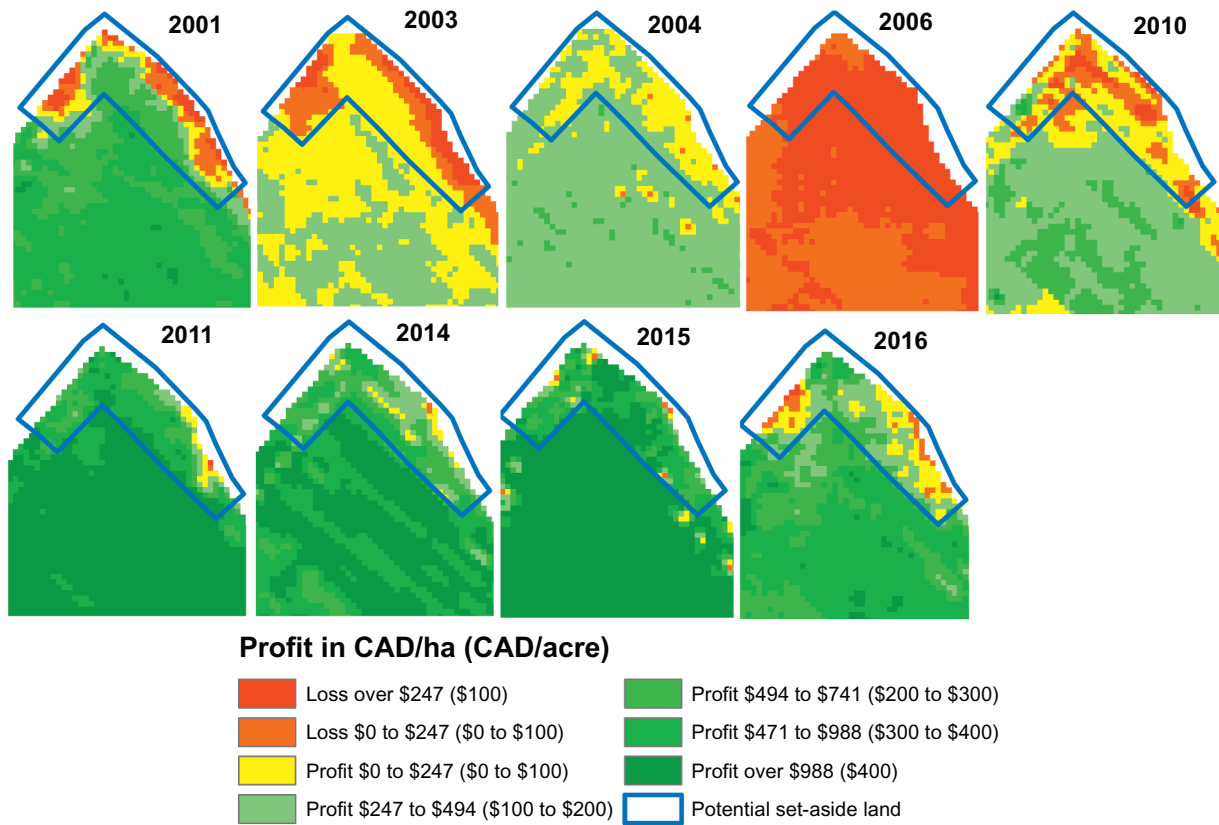 2001
2003
2004
2006
2010
2011
2014
2015
2016
Profit in CAD/ha (CAD/acre)
Loss over $247 ($100)
Loss $0 to $247 ($0 to $100)
Profit $0 to $247 ($0 to $100)
Profit $247 to $494 ($100 to $200)
Profit $494 to $741 ($200 to $300)
Profit $471 to $988 ($300 to $400)
Profit over $988 ($400)
Potential set-aside land